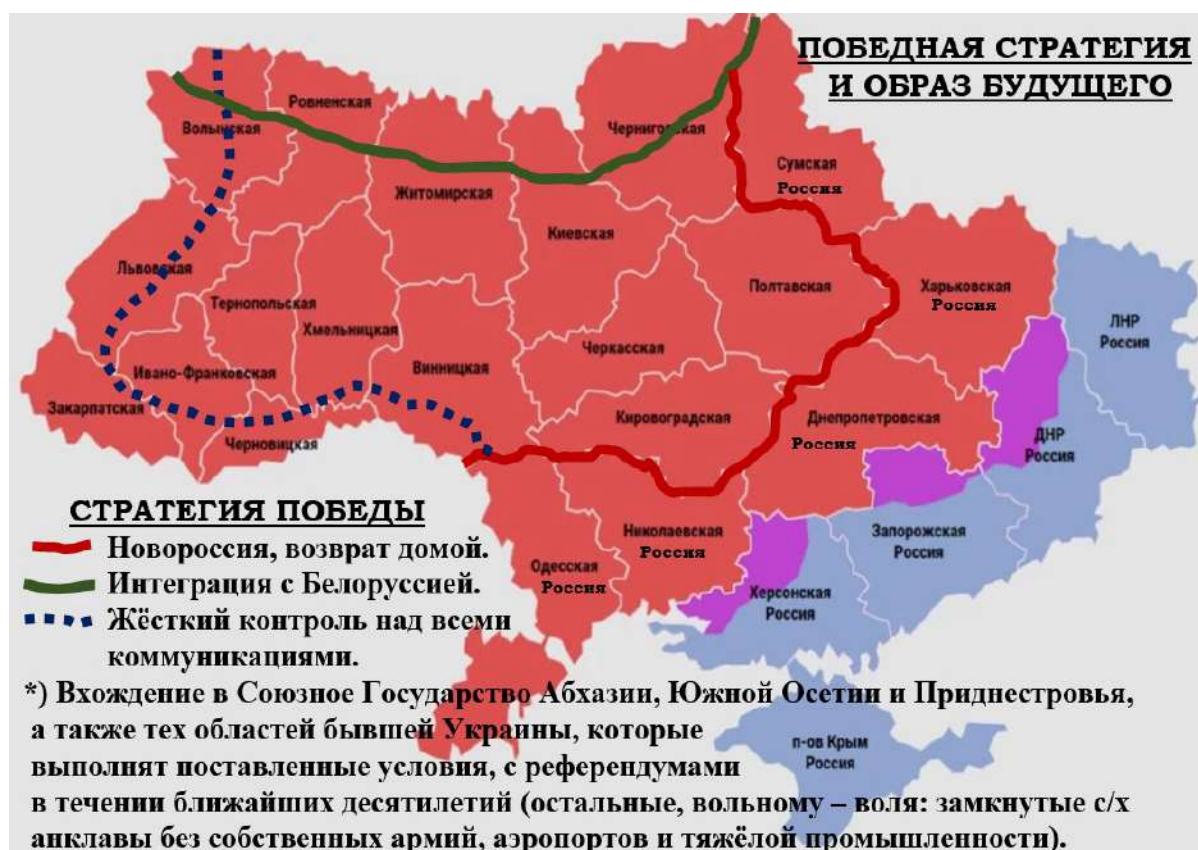 ПОБЕДНАЯ СТРАТЕГИЯ
И ОБРАЗ БУДУЩЕГО
Ровненская
Волынская
Черниговская
Сумская
Россия
Житомирская
Киевская
Львовская
Тернопольская
Хмельницкая
Полтавская
Харьковская
Россия
ЛНР
Россия
Ивано-Франковская
Винницкая
Черкасская
Закарпатская
Черновицкая
Кировоградская
Днепропетровская
Россия
ДНР
Россия
Николаевская
Россия
Запорожская
Россия
Одесская
Россия
Херсонская
Россия
п-ов Крым
Россия
СТРАТЕГИЯ ПОБЕДЫ
Новороссия, возврат домой.
Интеграция с Белоруссией.
Жёсткий контроль над всеми
коммуникациями.
*) Вхождение в Союзное Государство Абхазии, Южной Осетии и Приднестровья,
а также тех областей бывшей Украины, которые
выполнят поставленные условия, с референдумами
в течении ближайших десятилетий (остальные, вольному – воля: замкнутые с/х
анклавы без собственных армий, аэропортов и тяжёлой промышленности).